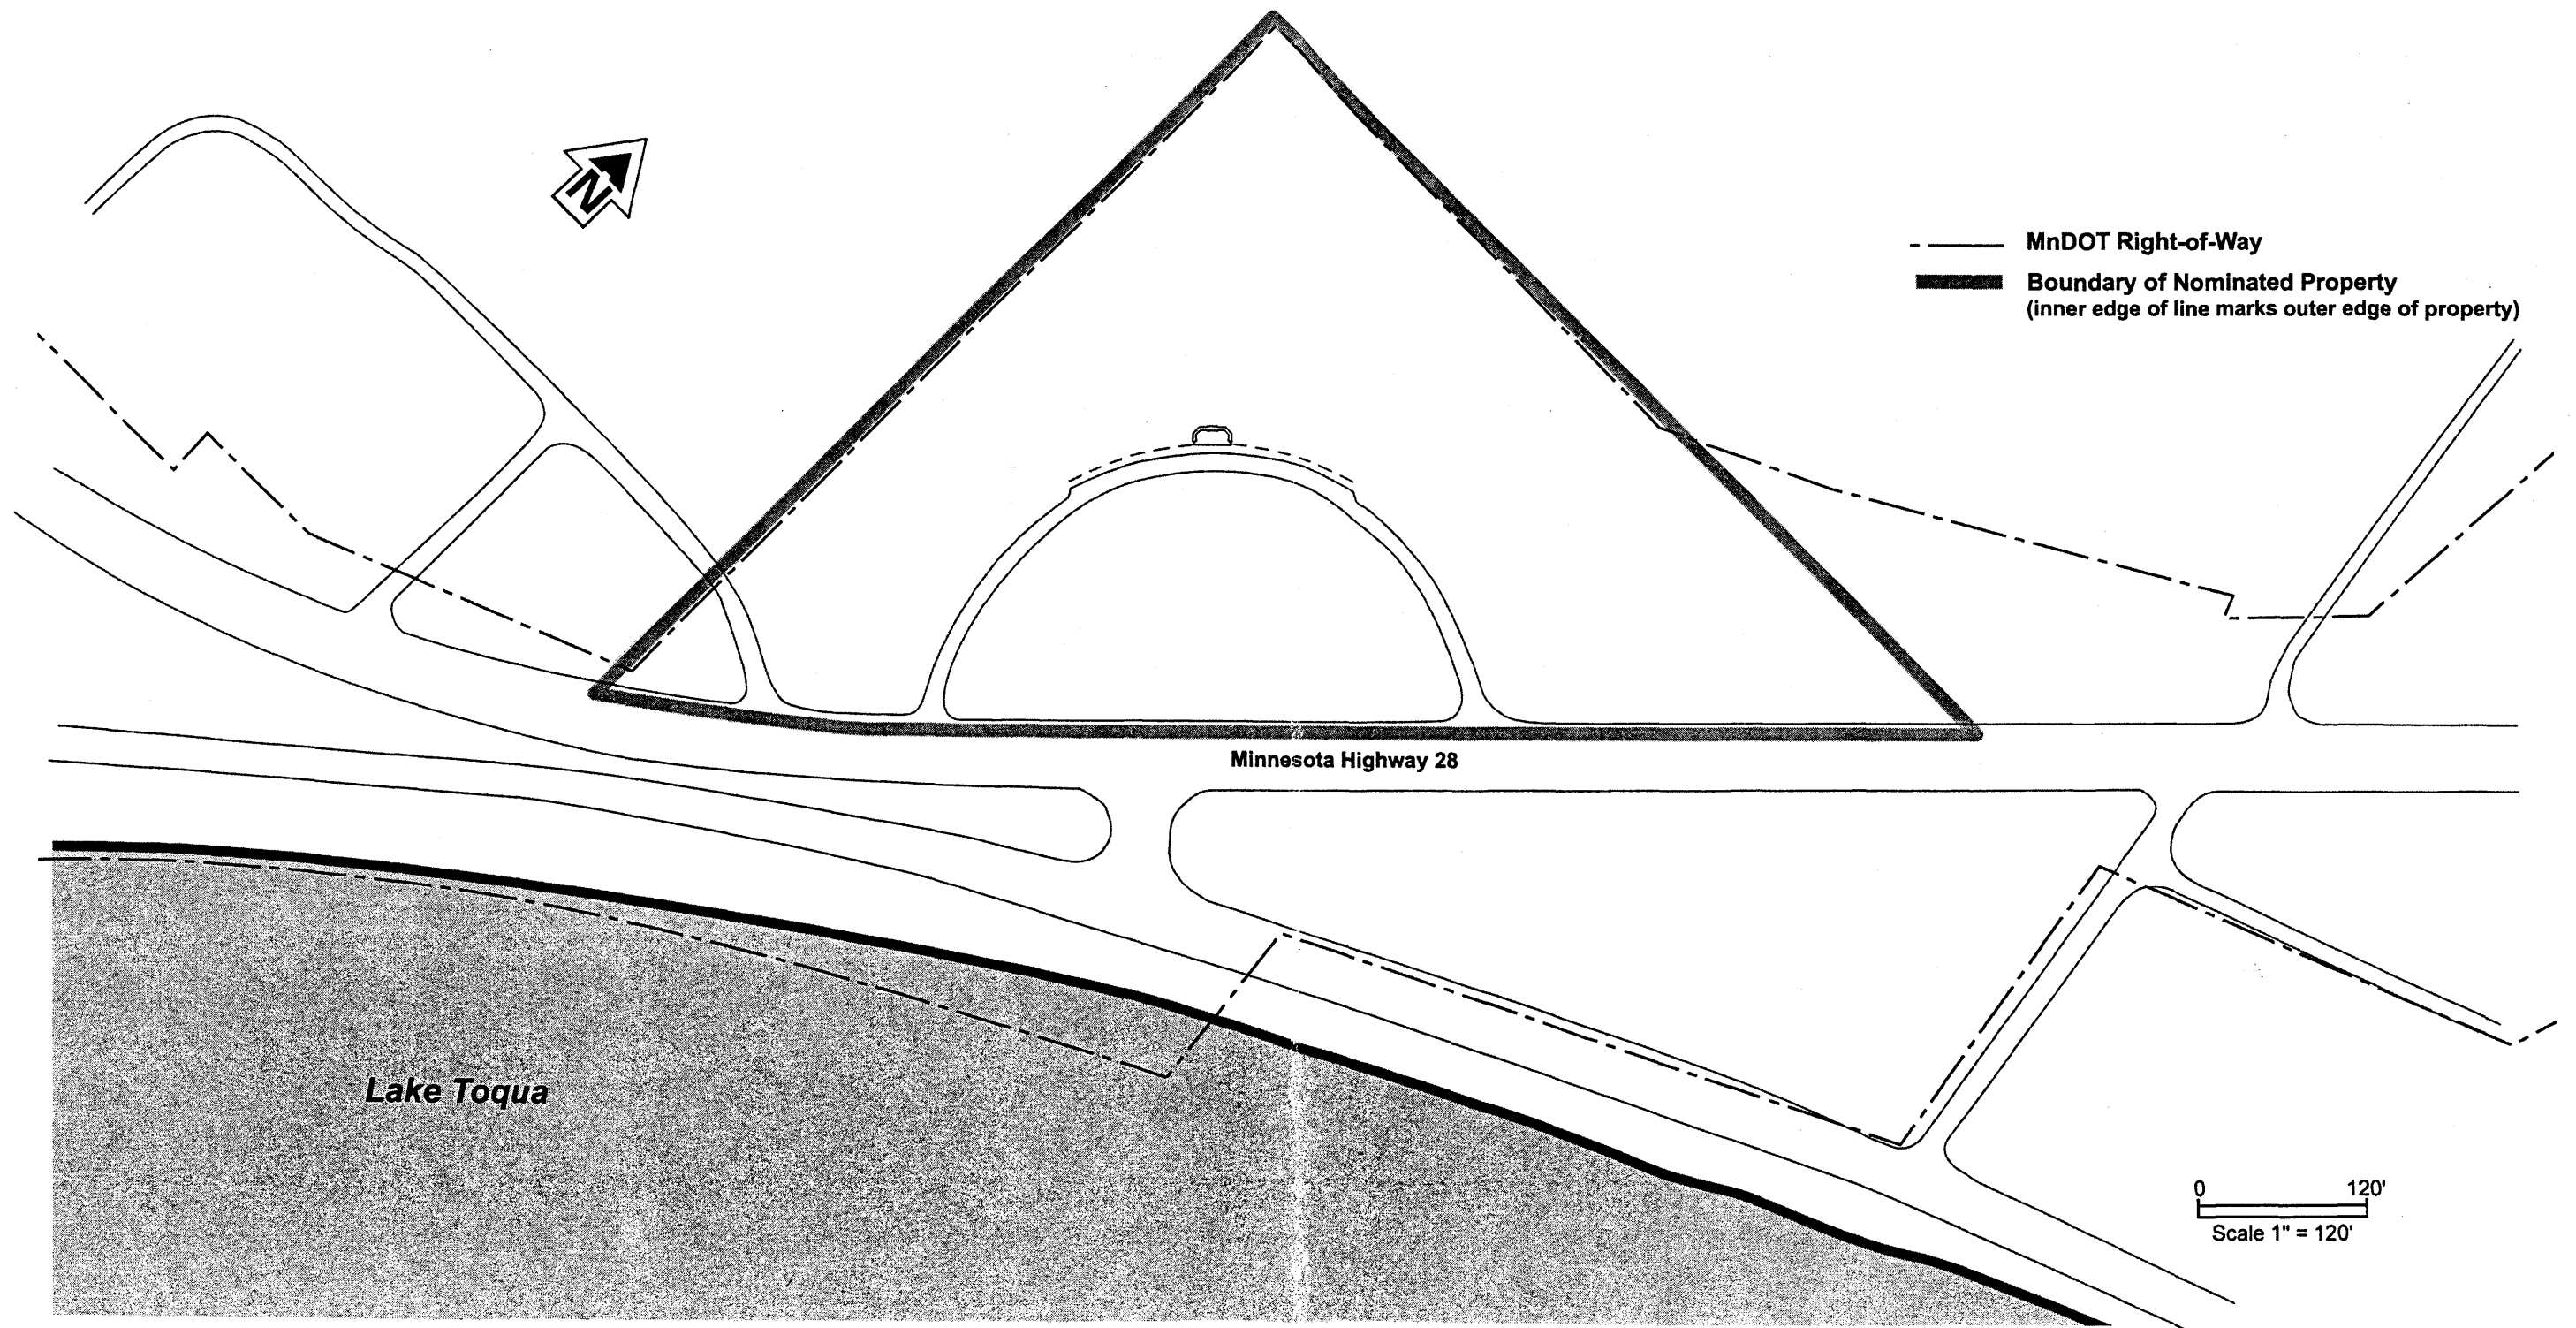 N
MnDOT Right-of-Way
Boundary of Nominated Property
(inner edge of line marks outer edge of property)
Minnesota Highway 28
Lake Toqua
0 120'
Scale 1" = 120'